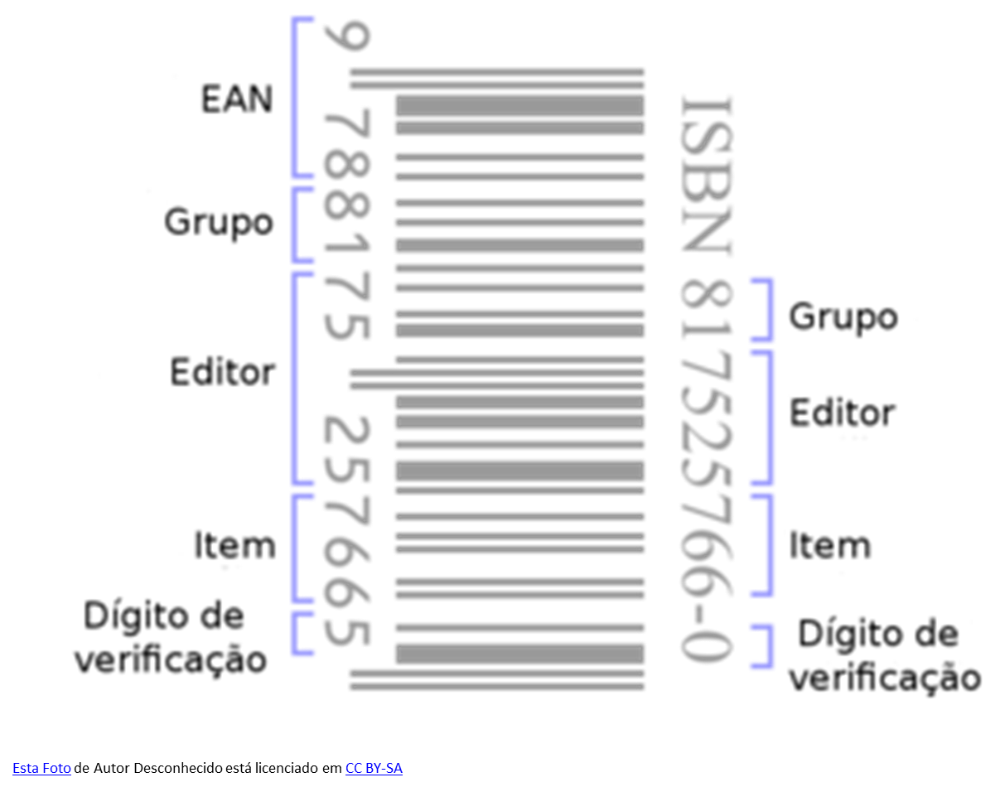 EAN
Grupo
Editor
Item
Dígito de
verificação
9 788175 257665
ISBN 817525766-0
Grupo
Editor
Item
Dígito de
verificação
Esta Foto de Autor Desconhecido está licenciado em CC BY-SA